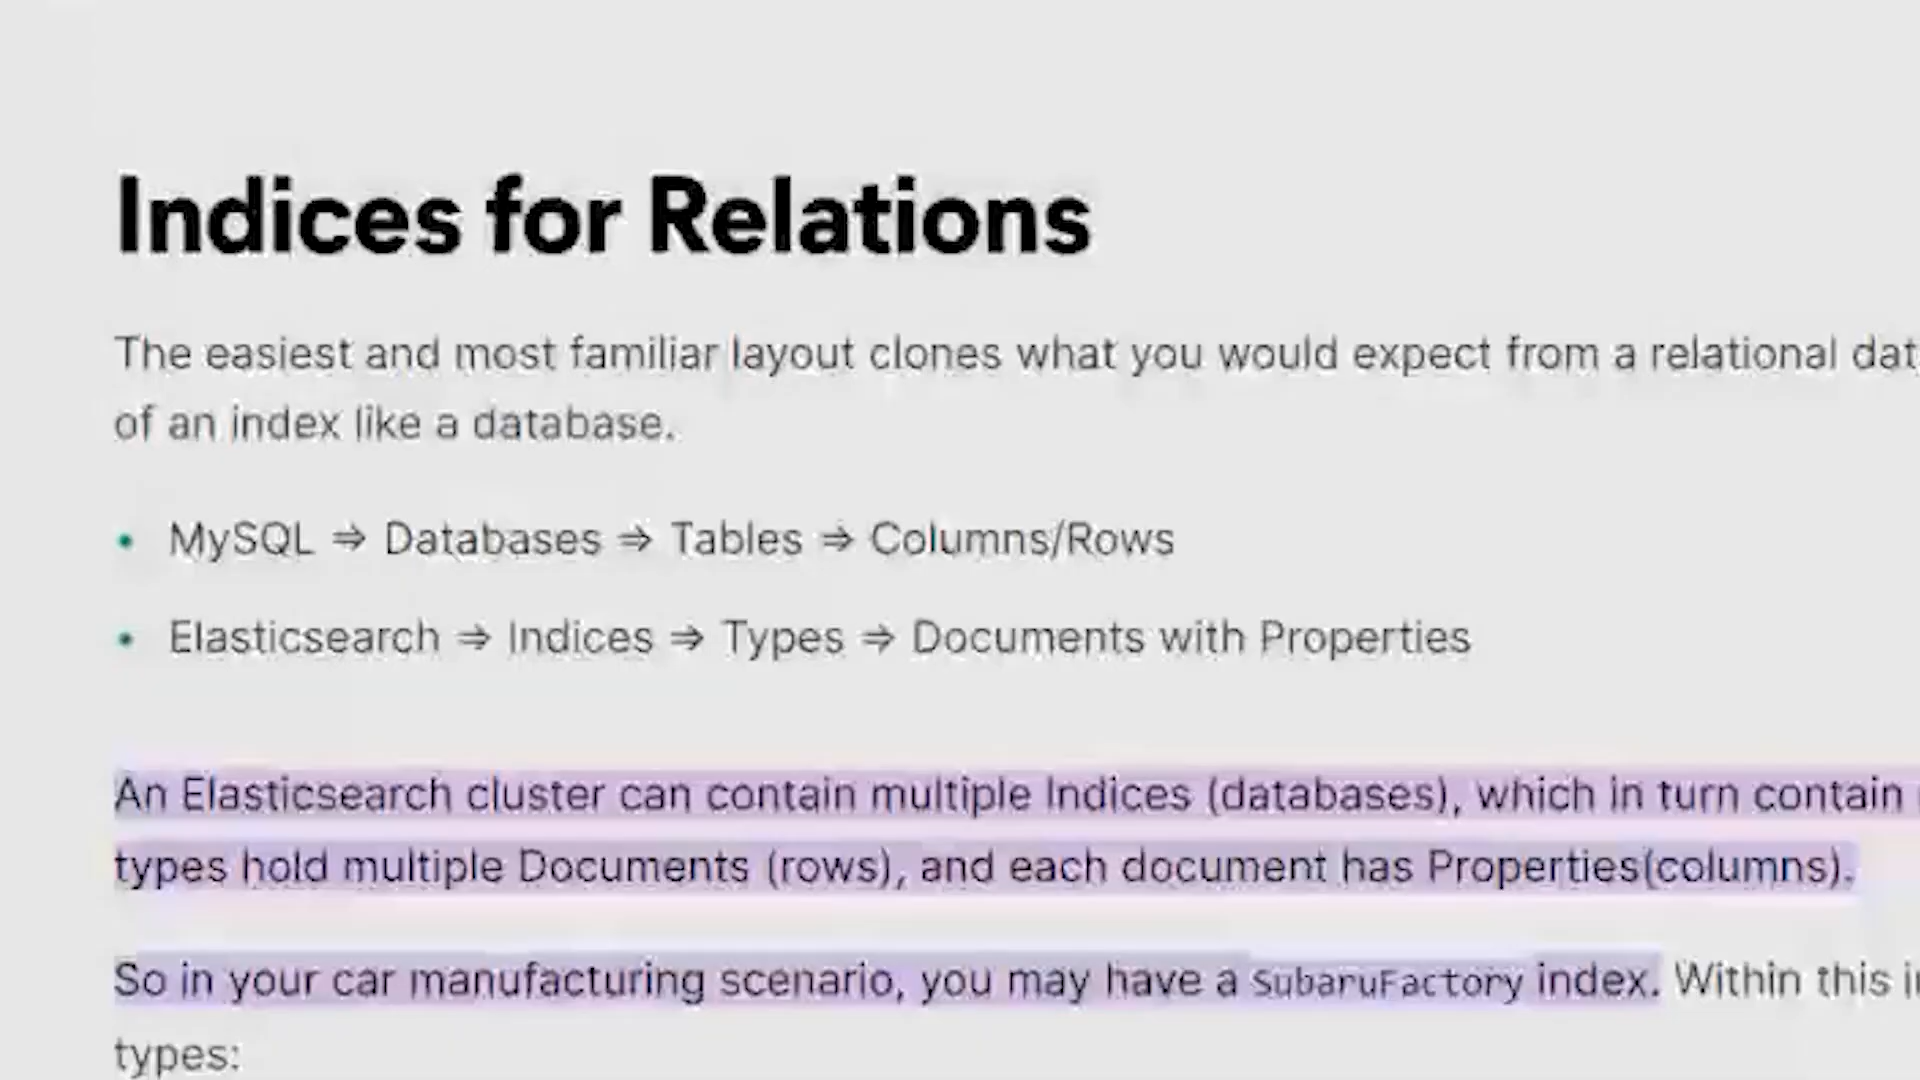 Indices for Relations
The easiest and most familiar layout clones what you would expect from a relational
of an index like a database.
• MySQL ⇒ Databases ⇒ Tables ⇒ Columns/Rows
• Elasticsearch ⇒ Indices ⇒ Types ⇒ Documents with Properties
An Elasticsearch cluster can contain multiple Indices (databases), which in turn contain
types hold multiple Documents (rows), and each document has Properties(columns).
So in your car manufacturing scenario, you may have a SubaruFactory index. Within this
types: